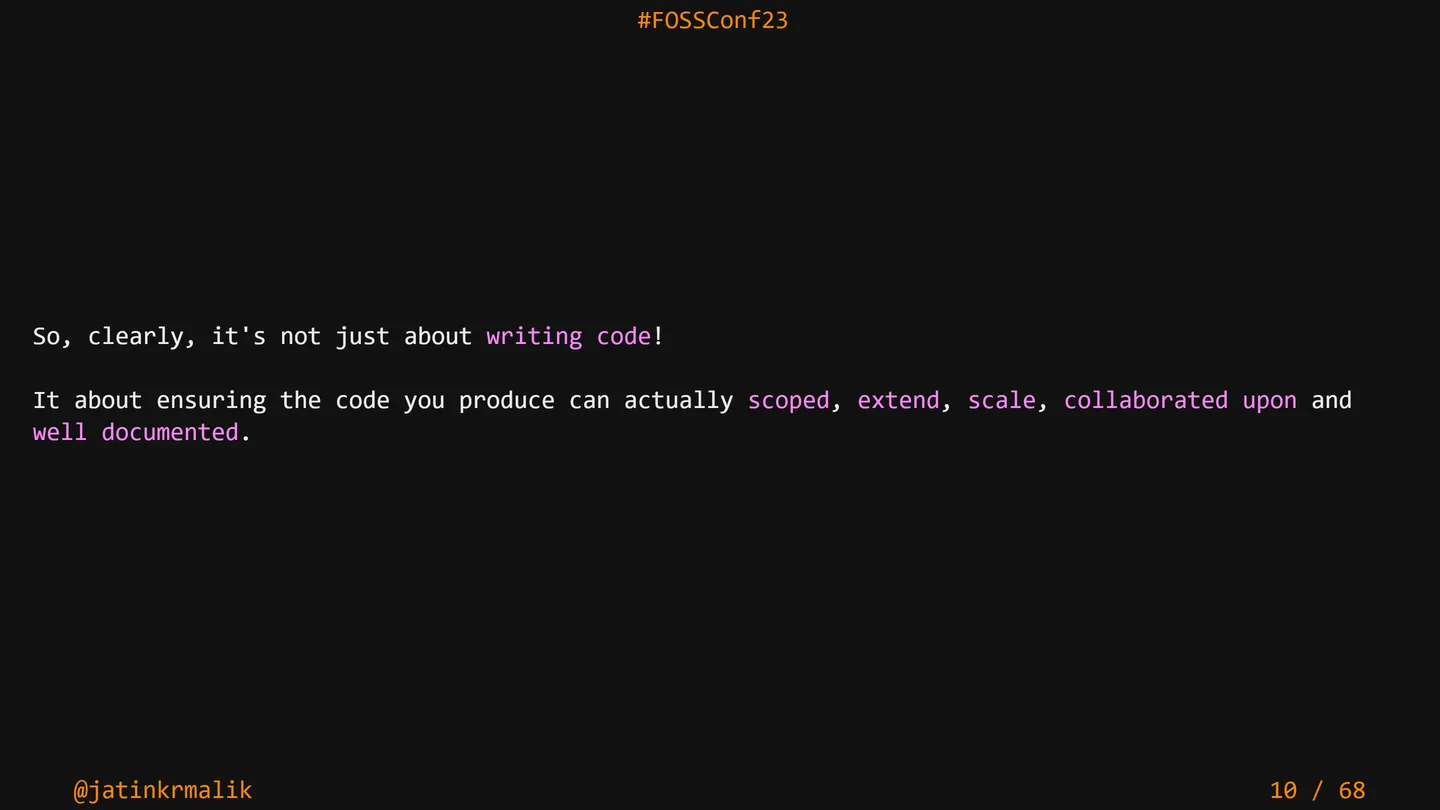 #FOSSConf23
So, clearly, it's not just about writing code!
It about ensuring the code you produce can actually scoped, extend, scale, collaborated upon and
well documented.
@jatinkrmalik
10 / 68